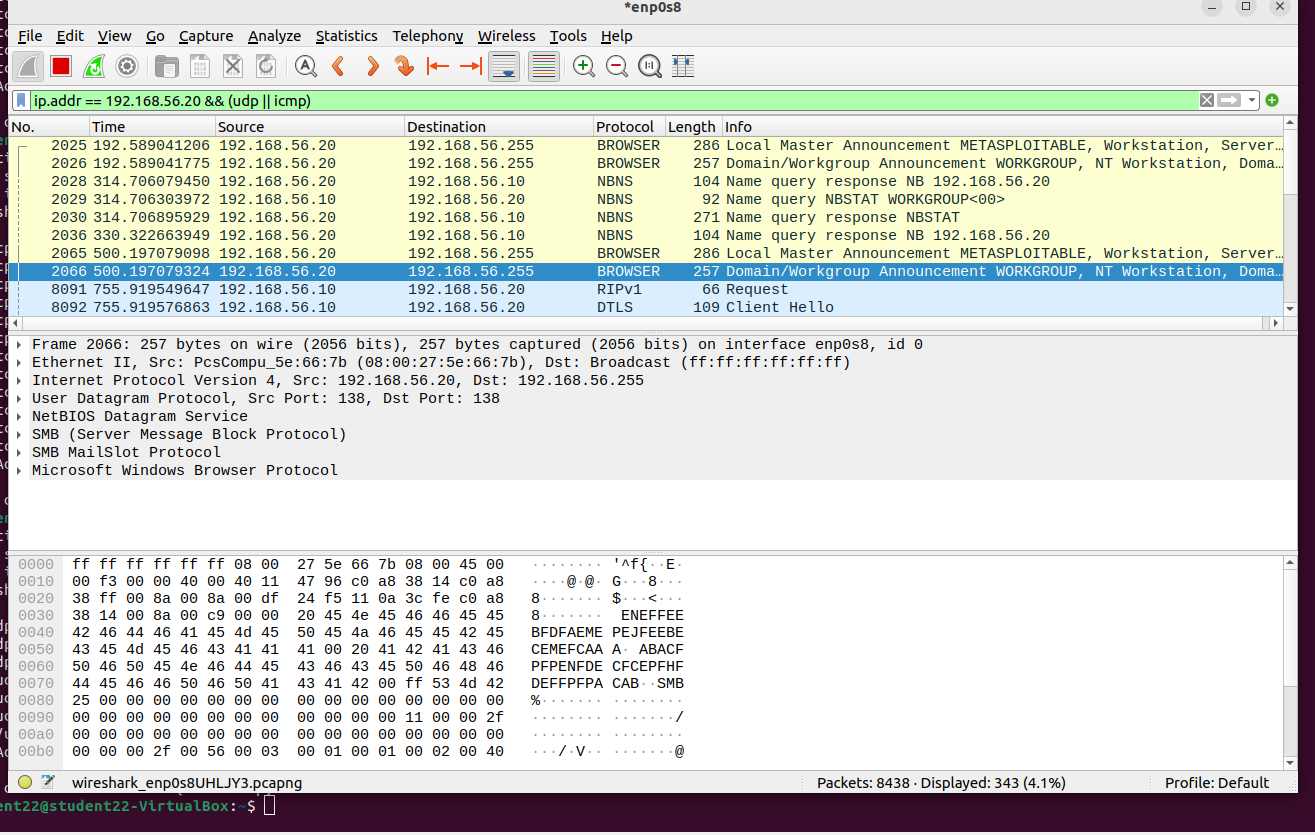 *enp0s8
File Edit View Go Capture Analyze Statistics Telephony Wireless Tools Help
ip.addr == 192.168.56.20 && (udp || icmp)
No. Time Source Destination Protocol Length Info
2025 192.589041206 192.168.56.20 192.168.56.255 BROWSER 286 Local Master Announcement METASPLOITABLE, Workstation, Server…
2026 192.589041775 192.168.56.20 192.168.56.255 BROWSER 257 Domain/Workgroup Announcement WORKGROUP, NT Workstation, Doma…
2028 314.706079450 192.168.56.20 192.168.56.10 NBNS 104 Name query response NB 192.168.56.20
2029 314.706303972 192.168.56.10 192.168.56.20 NBNS 92 Name query NBSTAT WORKGROUP<00>
2030 314.706895929 192.168.56.20 192.168.56.10 NBNS 271 Name query response NBSTAT
2036 330.322663949 192.168.56.20 192.168.56.10 NBNS 104 Name query response NB 192.168.56.20
2065 500.197079098 192.168.56.20 192.168.56.255 BROWSER 286 Local Master Announcement METASPLOITABLE, Workstation, Server…
2066 500.197079324 192.168.56.20 192.168.56.255 BROWSER 257 Domain/Workgroup Announcement WORKGROUP, NT Workstation, Doma…
8091 755.919549647 192.168.56.10 192.168.56.20 RIPv1 66 Request
8092 755.919576863 192.168.56.10 192.168.56.20 DTLS 109 Client Hello
Frame 2066: 257 bytes on wire (2056 bits), 257 bytes captured (2056 bits) on interface enp0s8, id 0
Ethernet II, Src: PcsCompu_5e:66:7b (08:00:27:5e:66:7b), Dst: Broadcast (ff:ff:ff:ff:ff:ff)
Internet Protocol Version 4, Src: 192.168.56.20, Dst: 192.168.56.255
User Datagram Protocol, Src Port: 138, Dst Port: 138
NetBIOS Datagram Service
SMB (Server Message Block Protocol)
SMB MailSlot Protocol
Microsoft Windows Browser Protocol
0000 ff ff ff ff ff ff 08 00 27 5e 66 7b 08 00 45 00 ········ '^f{··E·
0010 00 f3 00 00 40 00 40 11 47 96 c0 a8 38 14 c0 a8 ····@·@· G···8···
0020 38 ff 00 8a 00 8a 00 df 24 f5 11 0a 3c fe c0 a8 8······· $···<···
0030 38 14 00 8a 00 c9 00 00 20 45 4e 45 46 46 45 45 8······· ENEFFEE
0040 42 46 44 46 41 45 4d 45 50 45 4a 46 45 45 42 45 BFDFAEME PEJFEEBE
0050 43 45 4d 45 46 43 41 41 41 00 20 41 42 41 43 46 CEMEFCAA A· ABACF
0060 50 46 50 45 4e 46 44 45 43 46 43 45 50 46 48 46 PFPENFDE CFCEPFHF
0070 44 45 46 46 50 46 50 41 43 41 42 00 ff 53 4d 42 DEFFPFPA CAB··SMB
0080 25 00 00 00 00 00 00 00 00 00 00 00 00 00 00 00 %······· ········
0090 00 00 00 00 00 00 00 00 00 00 00 00 11 00 00 2f ········ ·······/
00a0 00 00 00 00 00 00 00 00 00 00 00 00 00 00 00 00 ········ ········
00b0 00 00 00 2f 00 56 00 03 00 01 00 01 00 02 00 40 ···/·V·· ·······@
wireshark_enp0s8UHLJY3.pcapng Packets: 8438 · Displayed: 343 (4.1%) Profile: Default
ent22@student22-VirtualBox:~$